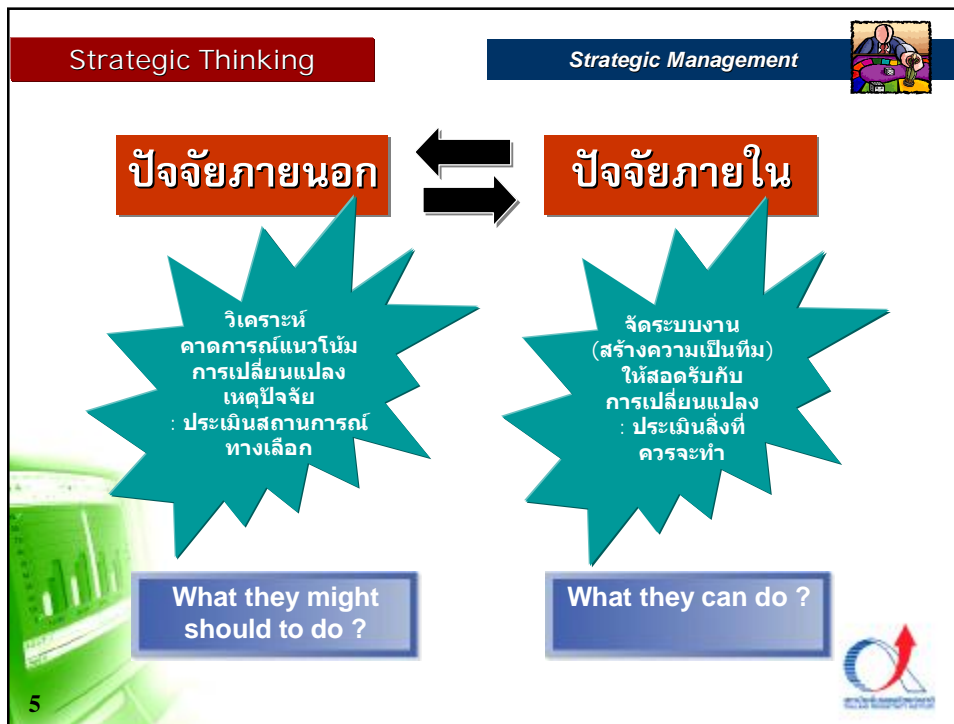 Strategic Thinking
Strategic Management
ปัจจัยภายนอก
ปัจจัยภายใน
วิเคราะห์
คาดการณ์แนวโน้ม
การเปลี่ยนแปลง
เหตุปัจจัย
: ประเมินสถานการณ์
ทางเลือก
จัดระบบงาน
(สร้างความเป็นทีม)
ให้สอดรับกับ
การเปลี่ยนแปลง
: ประเมินสิ่งที่
ควรจะทำ
What they might
should to do ?
What they can do ?
5